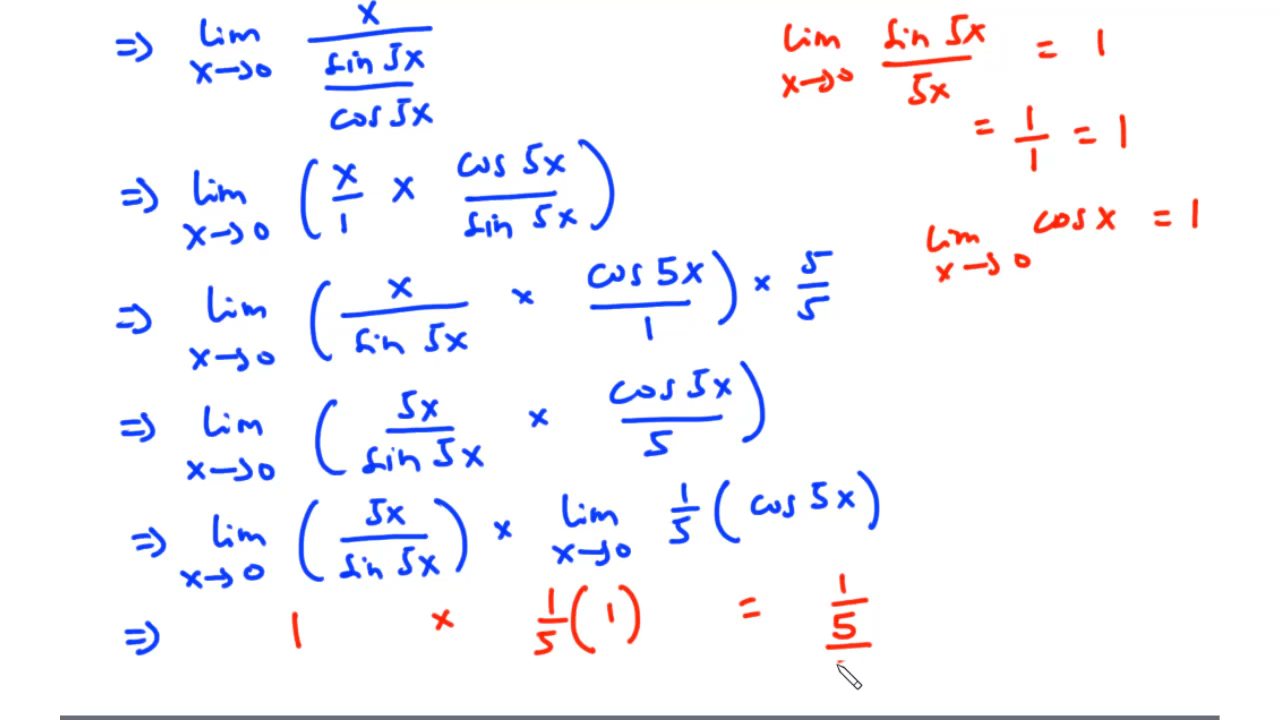 => lim x→0 x / (sin 5x / cos 5x)
=> lim x→0 ( x/1 × cos 5x / sin 5x )
=> lim x→0 ( x / sin 5x × cos 5x / 1 ) × 5/5
=> lim x→0 ( 5x / sin 5x × cos 5x / 5 )
=> lim x→0 ( 5x / sin 5x ) × lim x→0 1/5 ( cos 5x )
=> 1 × 1/5 ( 1 ) = 1/5
lim x→0 sin 5x / 5x = 1
= 1/1 = 1
lim x→0 cos x = 1